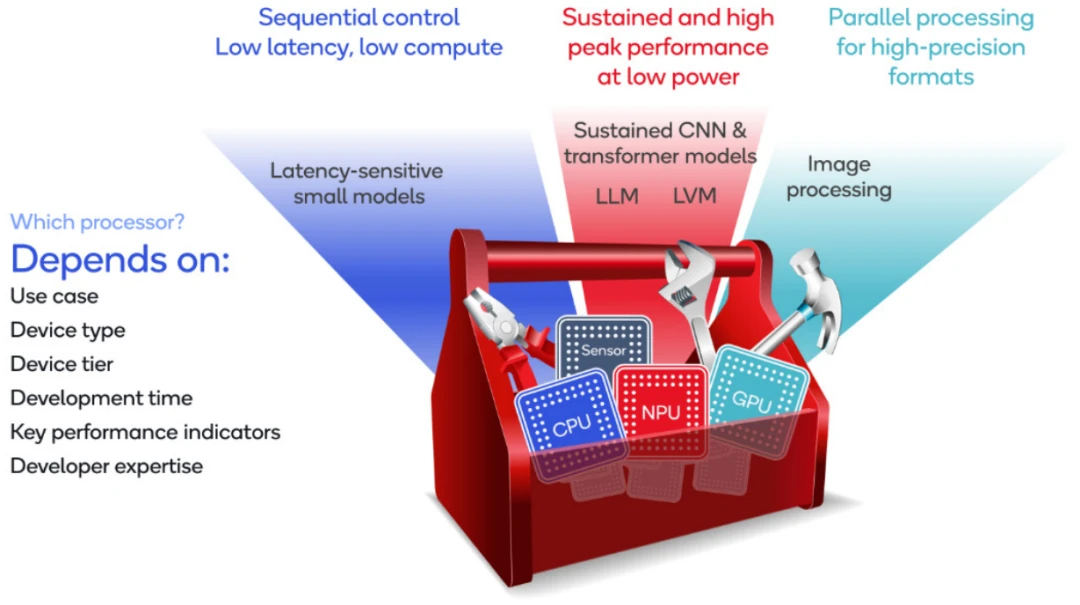 Sequential control
Low latency, low compute
Sustained and high
peak performance
at low power
Parallel processing
for high-precision
formats
Latency-sensitive
small models
Sustained CNN &
transformer models
LLM LVM
Image
processing
Which processor?
Depends on:
Use case
Device type
Device tier
Development time
Key performance indicators
Developer expertise
Sensor
CPU
NPU
GPU